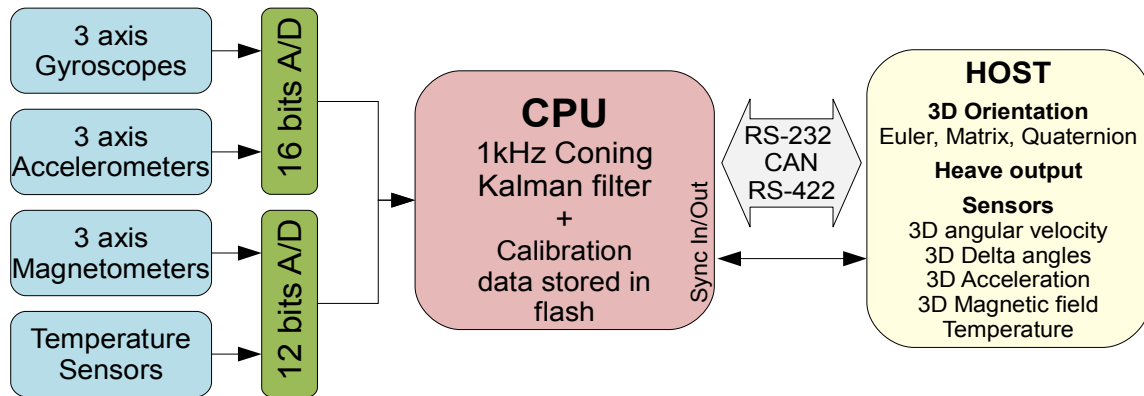 3 axis
Gyroscopes
3 axis
Accelerometers
3 axis
Magnetometers
Temperature
Sensors
16 bits A/D
12 bits A/D
CPU
1kHz Coning
Kalman filter
+
Calibration
data stored in
flash
Sync In/Out
RS-232
CAN
RS-422
HOST
3D Orientation
Euler, Matrix, Quaternion
Heave output
Sensors
3D angular velocity
3D Delta angles
3D Acceleration
3D Magnetic field
Temperature